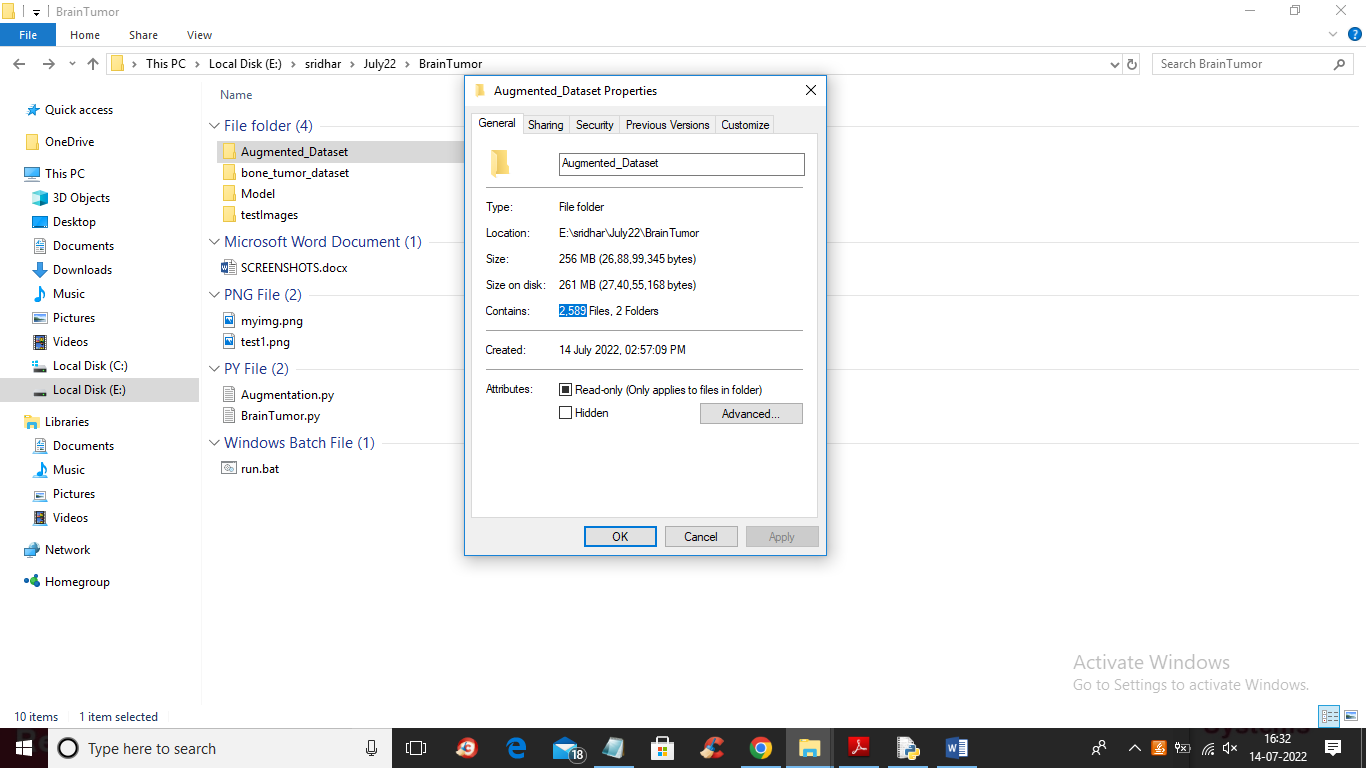 BrainTumor
File Home Share View
This PC Local Disk (E:) sridhar July22 BrainTumor
Search BrainTumor
Quick access
OneDrive
This PC
3D Objects
Desktop
Documents
Downloads
Music
Pictures
Videos
Local Disk (C:)
Local Disk (E:)
Libraries
Documents
Music
Pictures
Videos
Network
Homegroup
Name
File folder (4)
Augmented_Dataset
bone_tumor_dataset
Model
testImages
Microsoft Word Document (1)
SCREENSHOTS.docx
PNG File (2)
myimg.png
test1.png
PY File (2)
Augmentation.py
BrainTumor.py
Windows Batch File (1)
run.bat
Augmented_Dataset Properties
General Sharing Security Previous Versions Customize
Augmented_Dataset
Type: File folder
Location: E:\sridhar\July22\BrainTumor
Size: 256 MB (26,88,99,345 bytes)
Size on disk: 261 MB (27,40,55,168 bytes)
Contains: 2,589 Files, 2 Folders
Created: 14 July 2022, 02:57:09 PM
Attributes: Read-only (Only applies to files in folder)
Hidden
Advanced...
OK Cancel Apply
Activate Windows
Go to Settings to activate Windows.
10 items 1 item selected
Type here to search
18
16:32
14-07-2022